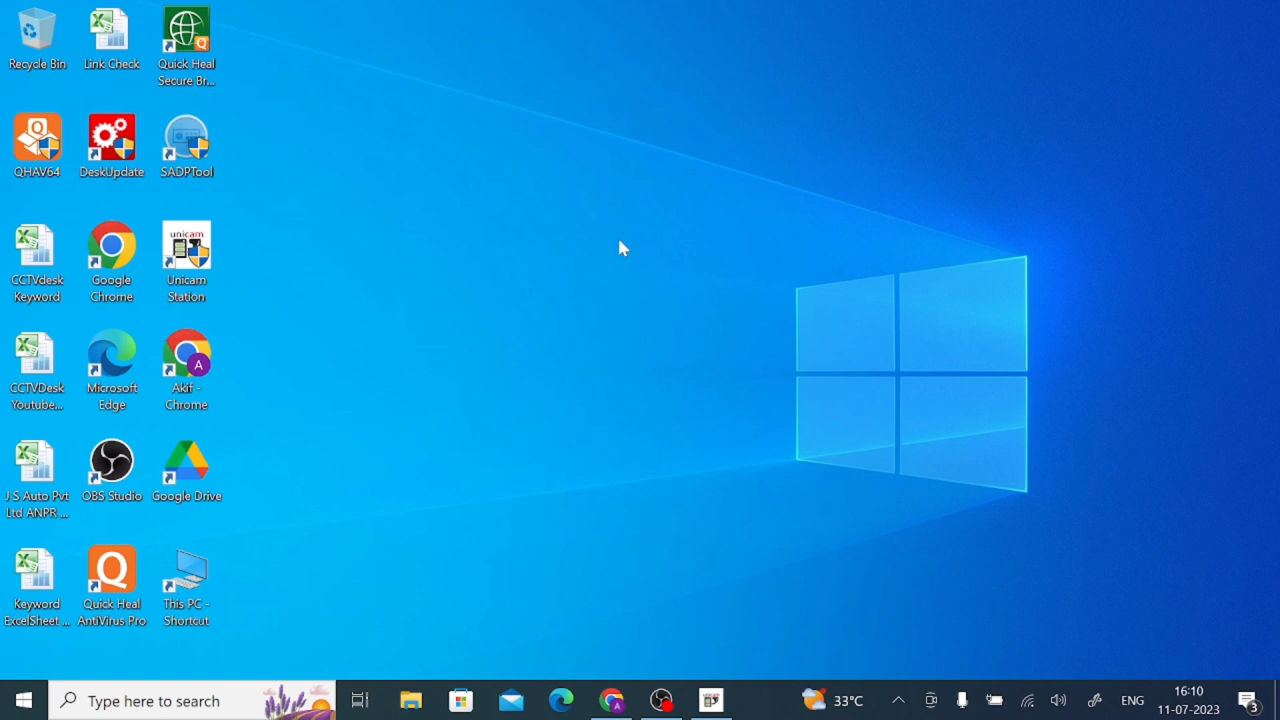 Recycle Bin
Link Check
Quick Heal
Secure Br...
QHAV64
DeskUpdate
SADPTool
CCTVdesk
Keyword
Google
Chrome
unicam
Unicam
Station
CCTVDesk
Youtube...
Microsoft
Edge
A
Akif -
Chrome
J S Auto Pvt
Ltd ANPR ...
OBS Studio
Google Drive
Keyword
ExcelSheet ...
Quick Heal
AntiVirus Pro
This PC -
Shortcut
Type here to search
A
unicam
33°C
ENG
16:10
11-07-2023
3